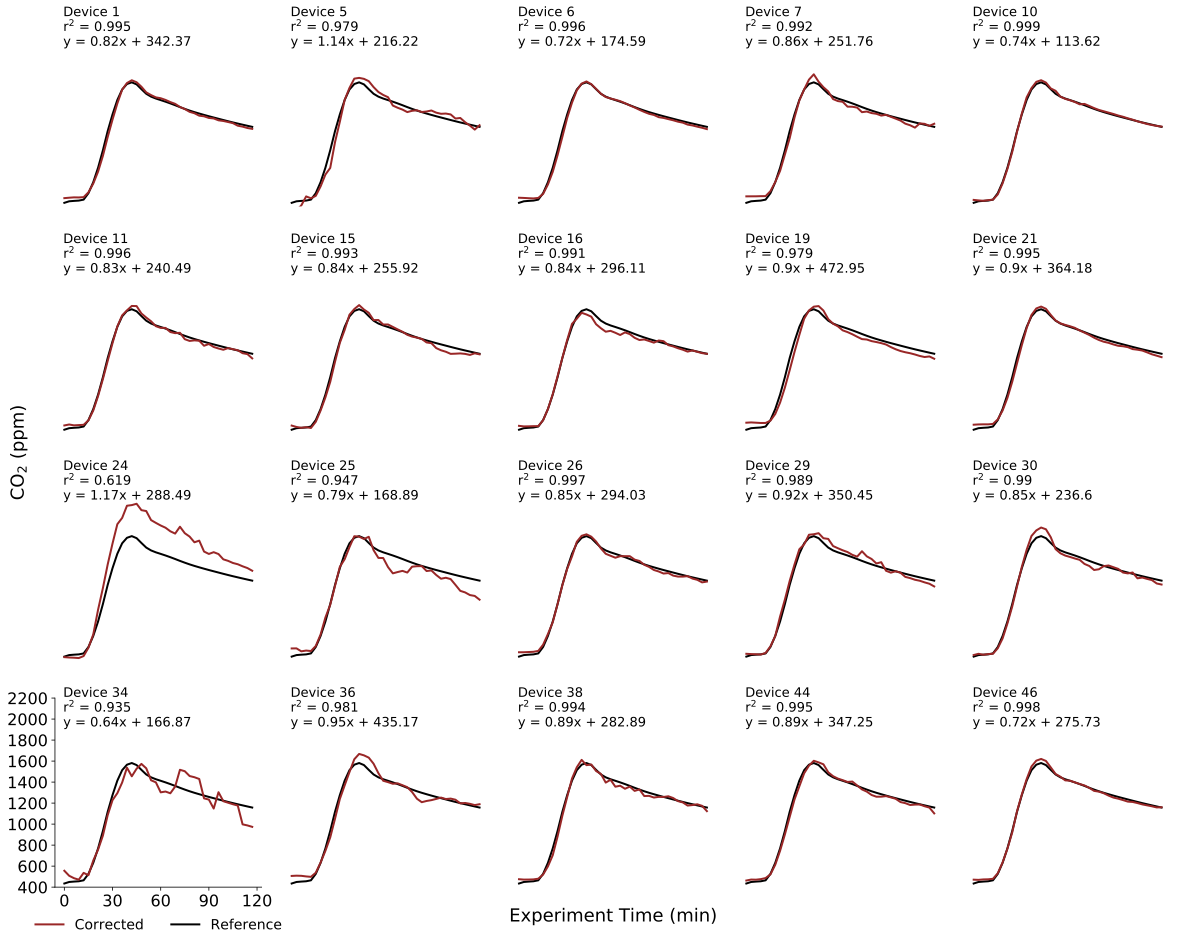 Device 1
r² = 0.995
y = 0.82x + 342.37
Device 5
r² = 0.979
y = 1.14x + 216.22
Device 6
r² = 0.996
y = 0.72x + 174.59
Device 7
r² = 0.992
y = 0.86x + 251.76
Device 10
r² = 0.999
y = 0.74x + 113.62
Device 11
r² = 0.996
y = 0.83x + 240.49
Device 15
r² = 0.993
y = 0.84x + 255.92
Device 16
r² = 0.991
y = 0.84x + 296.11
Device 19
r² = 0.979
y = 0.9x + 472.95
Device 21
r² = 0.995
y = 0.9x + 364.18
CO₂ (ppm)
Device 24
r² = 0.619
y = 1.17x + 288.49
Device 25
r² = 0.947
y = 0.79x + 168.89
Device 26
r² = 0.997
y = 0.85x + 294.03
Device 29
r² = 0.989
y = 0.92x + 350.45
Device 30
r² = 0.99
y = 0.85x + 236.6
Device 34
r² = 0.935
y = 0.64x + 166.87
Device 36
r² = 0.981
y = 0.95x + 435.17
Device 38
r² = 0.994
y = 0.89x + 282.89
Device 44
r² = 0.995
y = 0.89x + 347.25
Device 46
r² = 0.998
y = 0.72x + 275.73
2200
2000
1800
1600
1400
1200
1000
800
600
400
0 30 60 90 120
Experiment Time (min)
Corrected Reference